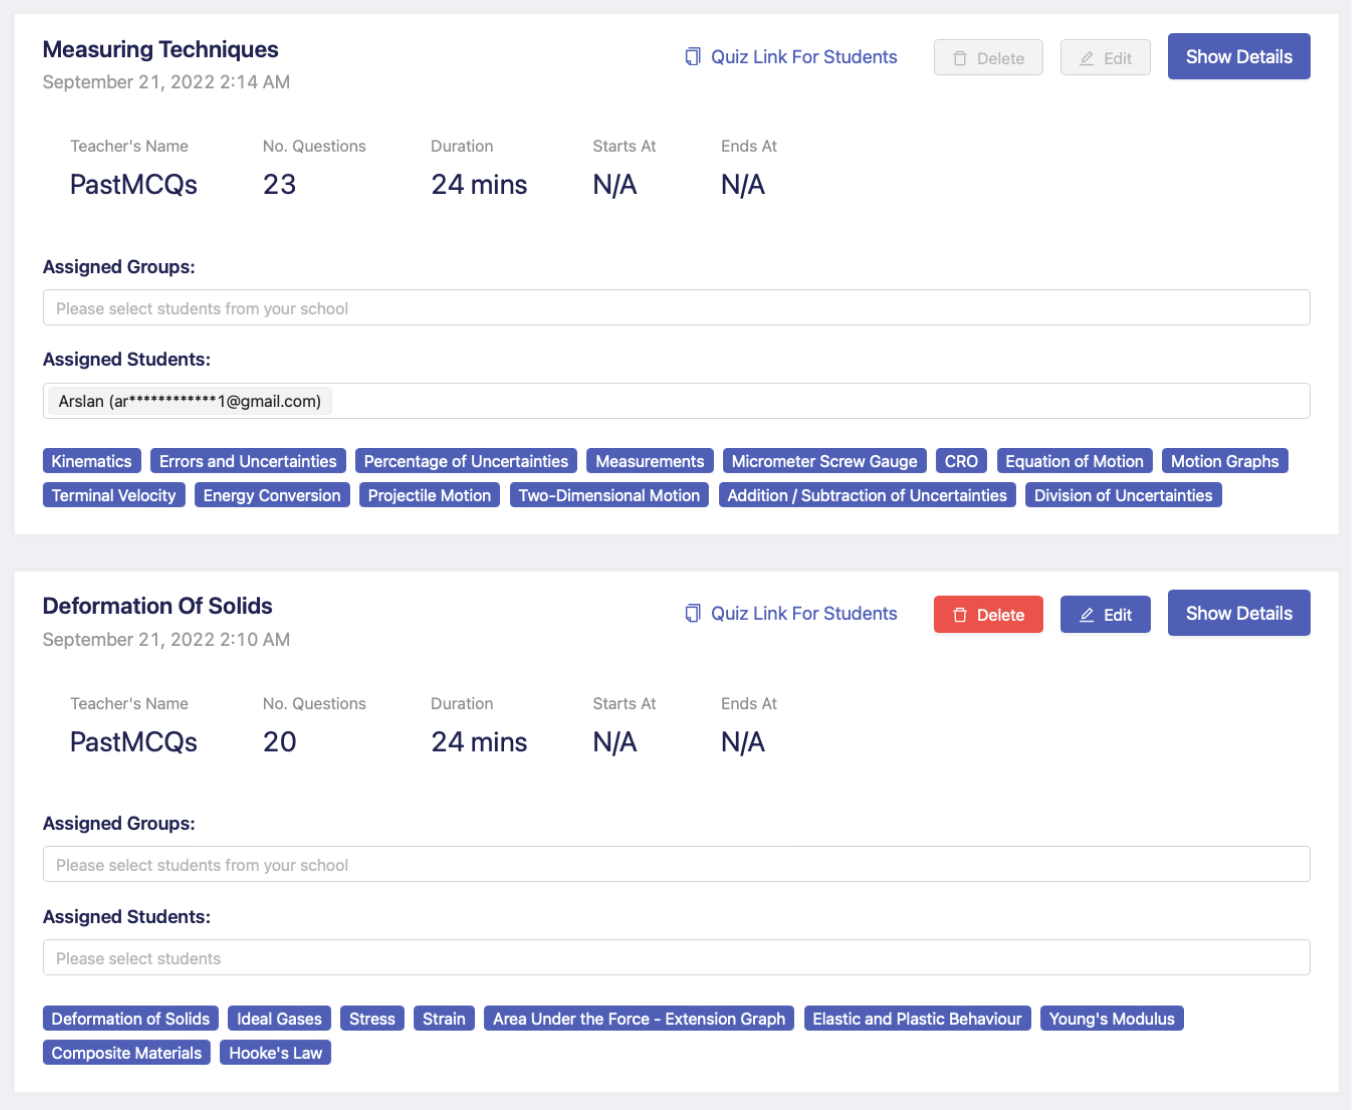 Measuring Techniques
Quiz Link For Students Delete Edit Show Details
September 21, 2022 2:14 AM
Teacher's Name No. Questions Duration Starts At Ends At
PastMCQs 23 24 mins N/A N/A
Assigned Groups:
Please select students from your school
Assigned Students:
Arslan (ar************1@gmail.com)
Kinematics Errors and Uncertainties Percentage of Uncertainties Measurements Micrometer Screw Gauge CRO Equation of Motion Motion Graphs
Terminal Velocity Energy Conversion Projectile Motion Two-Dimensional Motion Addition / Subtraction of Uncertainties Division of Uncertainties
Deformation Of Solids
Quiz Link For Students Delete Edit Show Details
September 21, 2022 2:10 AM
Teacher's Name No. Questions Duration Starts At Ends At
PastMCQs 20 24 mins N/A N/A
Assigned Groups:
Please select students from your school
Assigned Students:
Please select students
Deformation of Solids Ideal Gases Stress Strain Area Under the Force - Extension Graph Elastic and Plastic Behaviour Young's Modulus
Composite Materials Hooke's Law